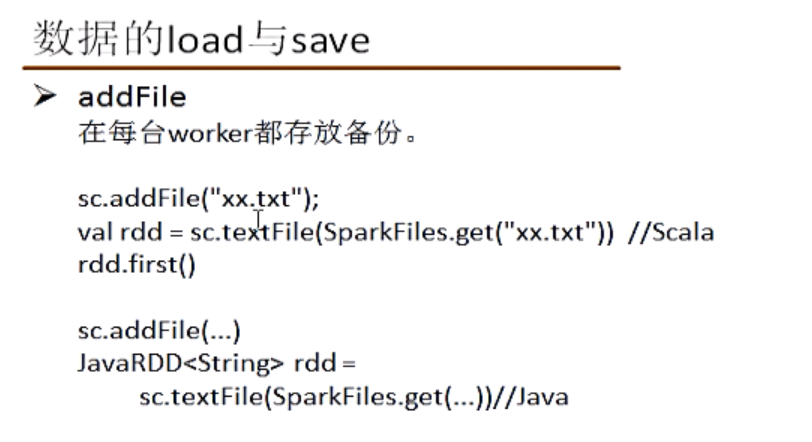 数据的load与save
➢ addFile
在每台worker都存放备份。
sc.addFile("xx.txt");
val rdd = sc.textFile(SparkFiles.get("xx.txt")) //Scala
rdd.first()
sc.addFile(...)
JavaRDD<String> rdd =
sc.textFile(SparkFiles.get(...))//Java